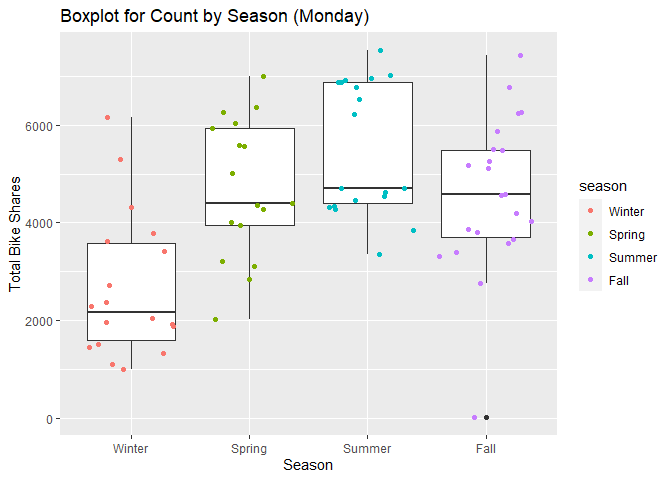 Boxplot for Count by Season (Monday)
Total Bike Shares
6000
4000
2000
0
Winter
Spring
Summer
Fall
Season
season
Winter
Spring
Summer
Fall